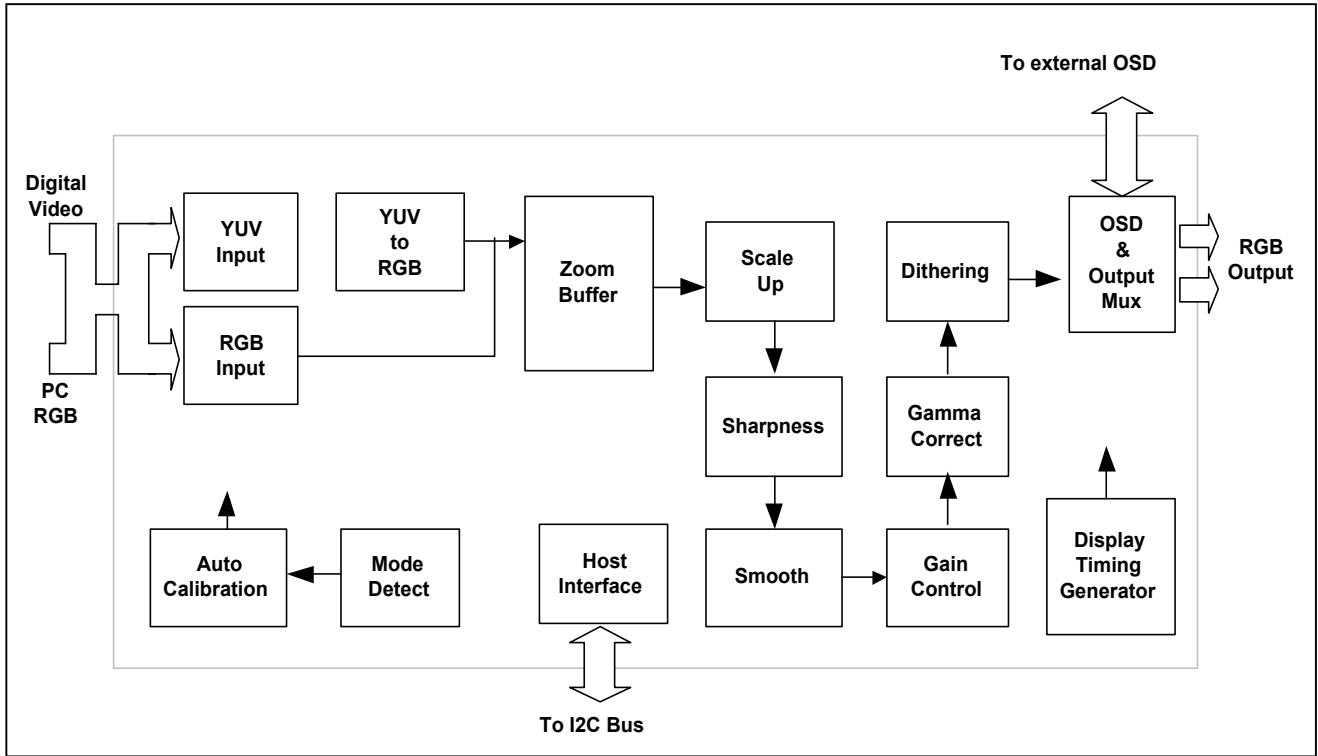 To external OSD
Digital
Video
YUV
Input
YUV
to
RGB
Zoom
Buffer
Scale
Up
Dithering
OSD
&
Output
Mux
RGB
Output
RGB
Input
PC
RGB
Sharpness
Gamma
Correct
Auto
Calibration
Mode
Detect
Host
Interface
Smooth
Gain
Control
Display
Timing
Generator
To I2C Bus